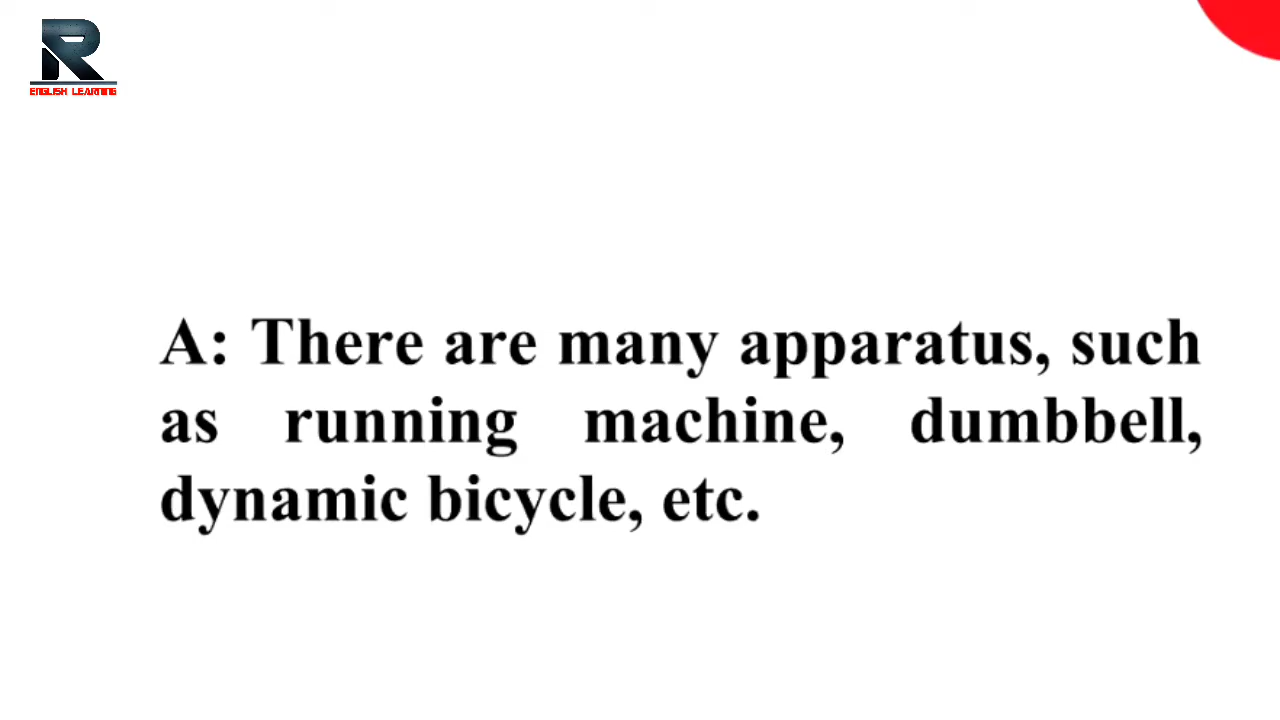 R
ENGLISH LEARNING
A: There are many apparatus, such
as running machine, dumbbell,
dynamic bicycle, etc.